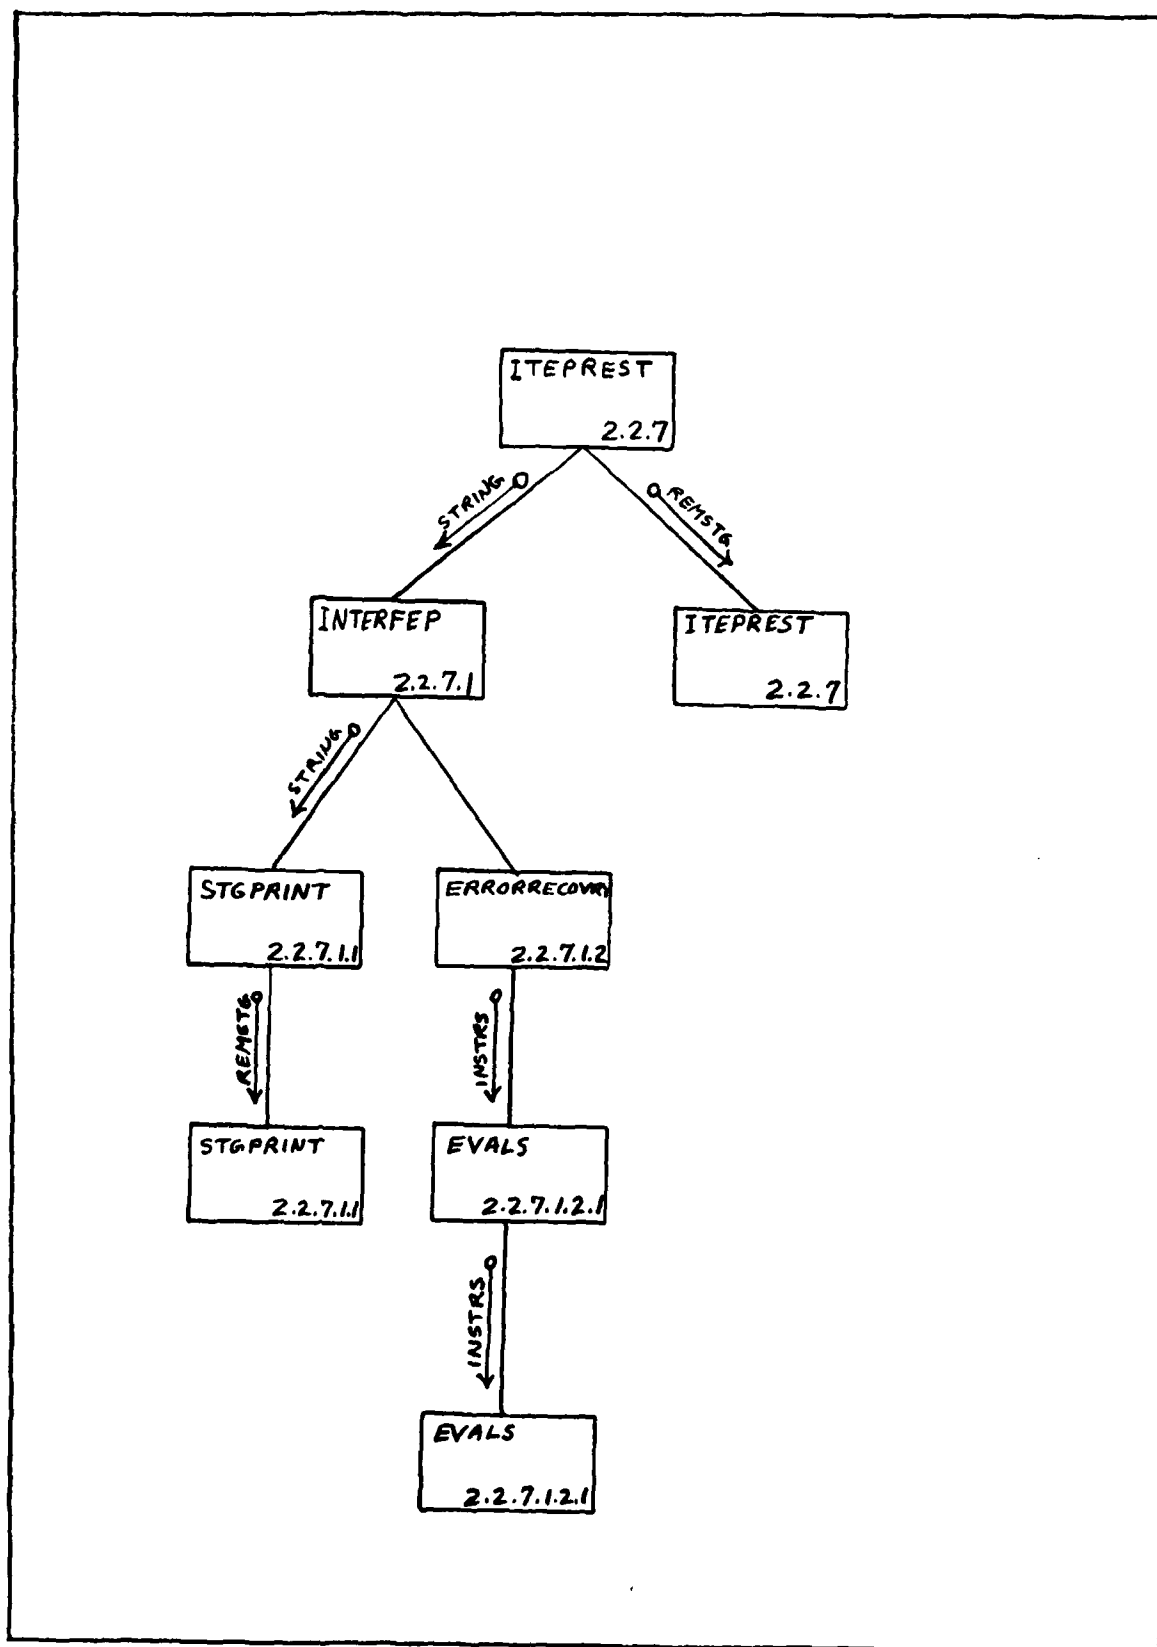 ITEPREST
2.2.7
STRING
REMSTG
INTERFEP
2.2.7.1
ITEPREST
2.2.7
STRING
STGPRINT
2.2.7.1.1
ERRORRECOVRY
2.2.7.1.2
REMSTG
INSTRS
STGPRINT
2.2.7.1.1
EVALS
2.2.7.1.2.1
INSTRS
EVALS
2.2.7.1.2.1